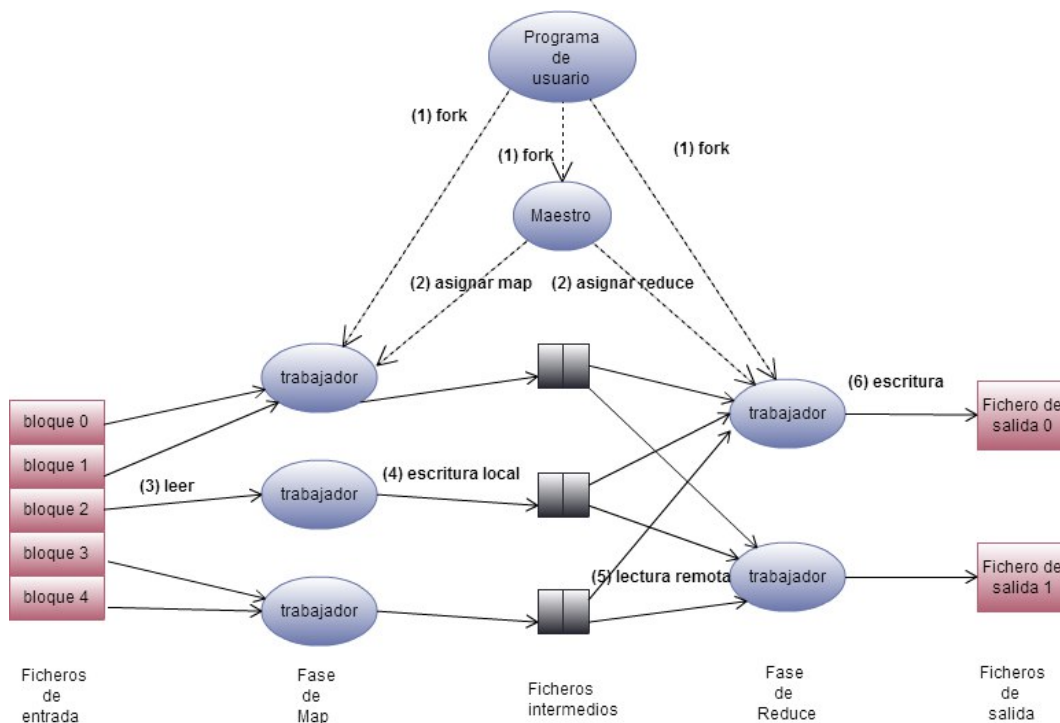 Programa
de
usuario
(1) fork
(1) fork
(1) fork
Maestro
(2) asignar map
(2) asignar reduce
trabajador
(6) escritura
trabajador
Fichero de
salida 0
bloque 0
bloque 1
bloque 2
bloque 3
bloque 4
(3) leer
trabajador
(4) escritura local
(5) lectura remota
trabajador
Fichero de
salida 1
trabajador
Ficheros
de
entrada
Fase
de
Map
Ficheros
intermedios
Fase
de
Reduce
Ficheros
de
salida